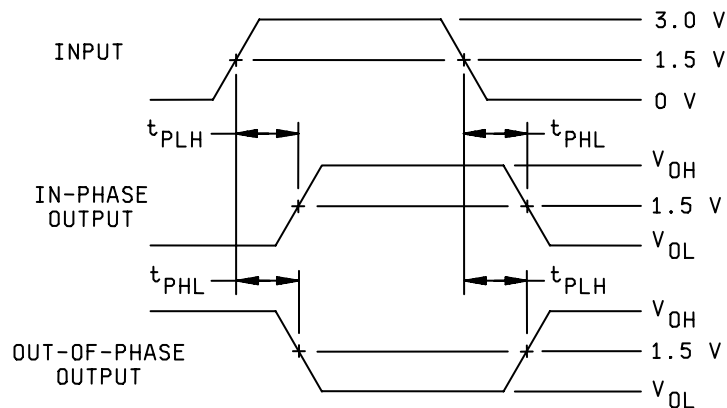 3.0 V
INPUT
1.5 V
0 V
tPLH
tPHL
VOH
IN-PHASE
OUTPUT
1.5 V
VOL
tPHL
tPLH
VOH
OUT-OF-PHASE
OUTPUT
1.5 V
VOL